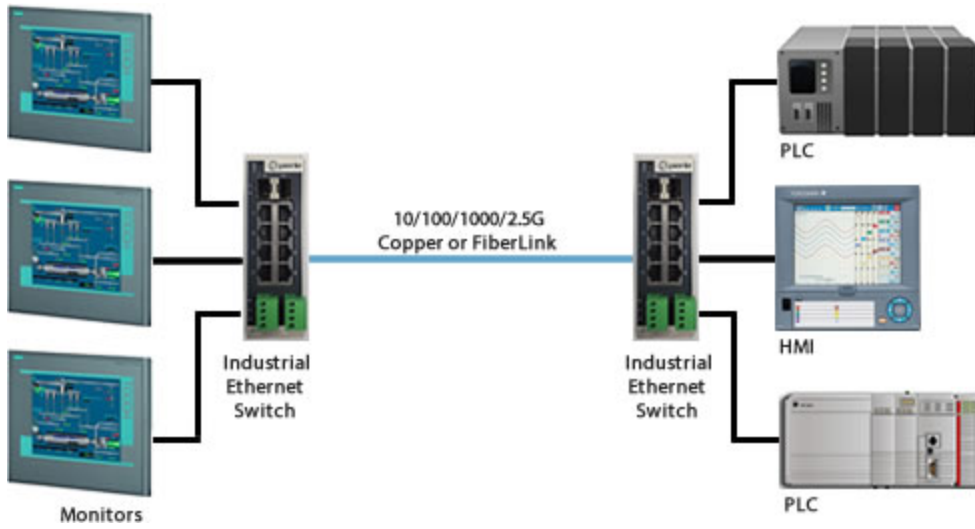 PLC
10/100/1000/2.5G
Copper or FiberLink
HMI
Industrial
Ethernet
Switch
Industrial
Ethernet
Switch
PLC
Monitors